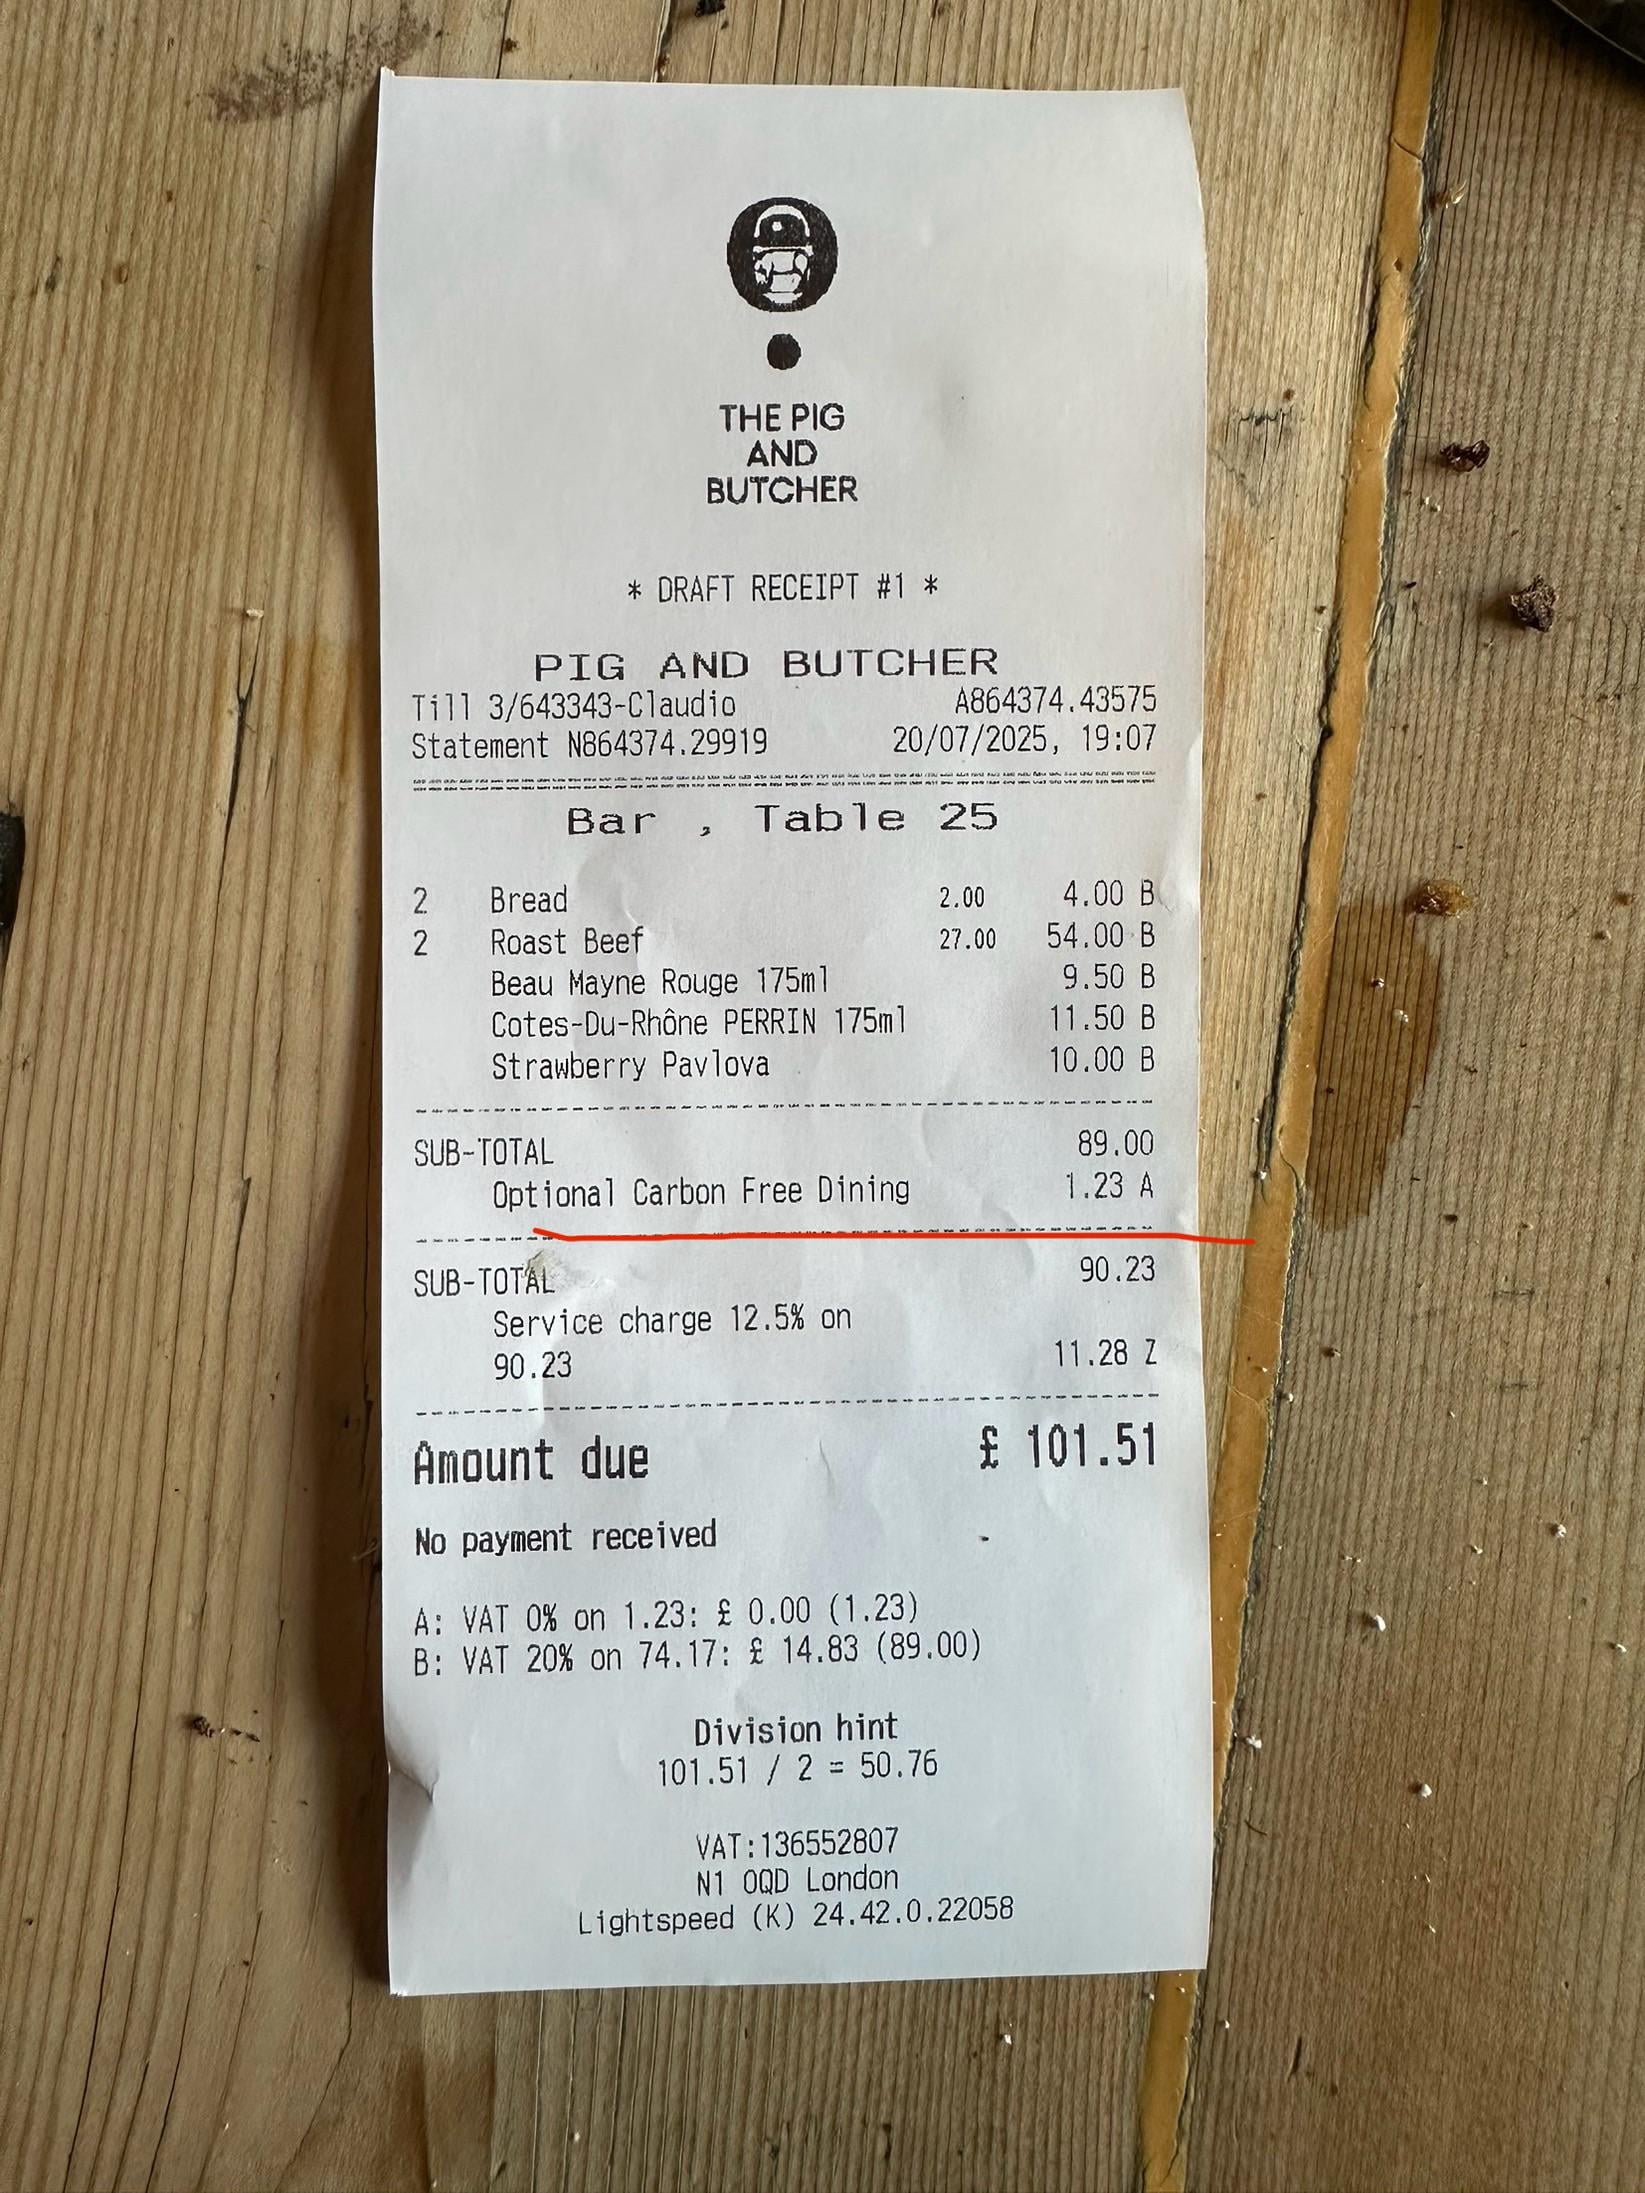 THE PIG
AND
BUTCHER
* DRAFT RECEIPT #1 *
PIG AND BUTCHER
Till 3/643343-Claudio A864374.43575
Statement N864374.29919 20/07/2025, 19:07
Bar , Table 25
2 Bread 2.00 4.00 B
2 Roast Beef 27.00 54.00 B
Beau Mayne Rouge 175ml 9.50 B
Cotes-Du-Rhône PERRIN 175ml 11.50 B
Strawberry Pavlova 10.00 B
SUB-TOTAL 89.00
Optional Carbon Free Dining 1.23 A
SUB-TOTAL 90.23
Service charge 12.5% on
90.23 11.28 Z
Amount due £ 101.51
No payment received
A: VAT 0% on 1.23: £ 0.00 (1.23)
B: VAT 20% on 74.17: £ 14.83 (89.00)
Division hint
101.51 / 2 = 50.76
VAT:136552807
N1 0QD London
Lightspeed (K) 24.42.0.22058